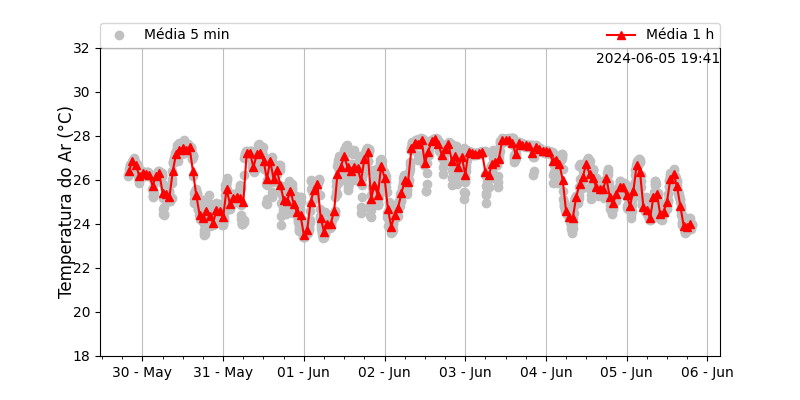 Média 5 min
Média 1 h
2024-06-05 19:41
Temperatura do Ar (°C)
32
30
28
26
24
22
20
18
30 - May
31 - May
01 - Jun
02 - Jun
03 - Jun
04 - Jun
05 - Jun
06 - Jun